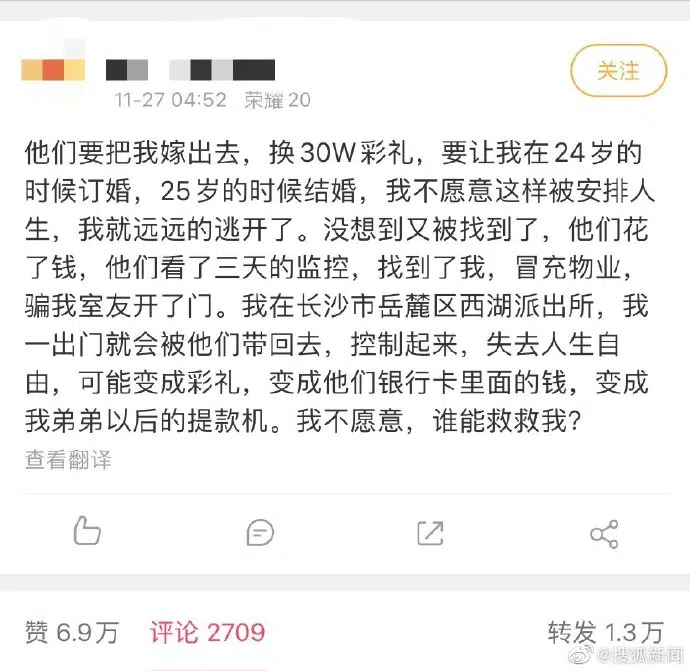 关注
11-27 04:52 荣耀20
他们要把我嫁出去，换30W彩礼，要让我在24岁的
时候订婚，25岁的时候结婚，我不愿意这样被安排人
生，我就远远的逃开了。没想到又被找到了，他们花
了钱，他们看了三天的监控，找到了我，冒充物业，
骗我室友开了门。我在长沙市岳麓区西湖派出所，我
一出门就会被他们带回去，控制起来，失去人生自
由，可能变成彩礼，变成他们银行卡里面的钱，变成
我弟弟以后的提款机。我不愿意，谁能救救我?
查看翻译
赞 6.9万 评论 2709 转发 1.3万
@搜狐新闻